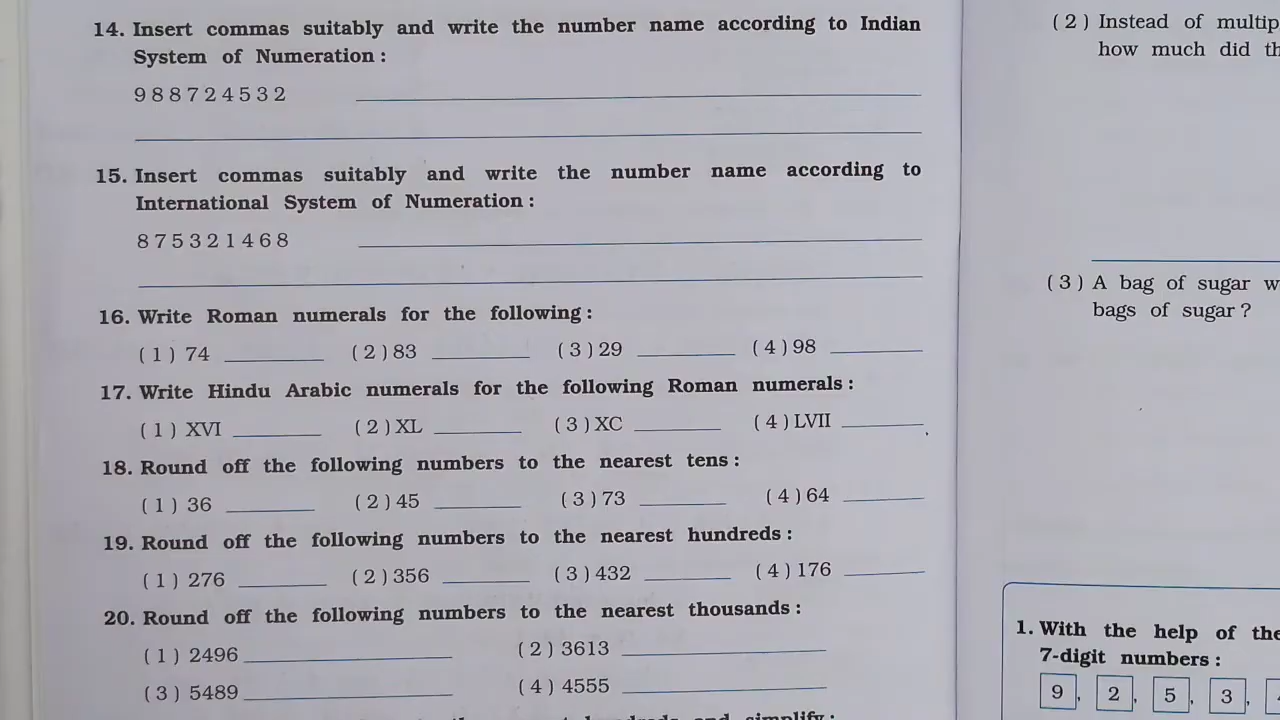 14. Insert commas suitably and write the number name according to Indian
System of Numeration :
988724532
15. Insert commas suitably and write the number name according to
International System of Numeration :
875321468
16. Write Roman numerals for the following :
( 1 ) 74 ( 2 ) 83 ( 3 ) 29 ( 4 ) 98
17. Write Hindu Arabic numerals for the following Roman numerals :
( 1 ) XVI ( 2 ) XL ( 3 ) XC ( 4 ) LVII
18. Round off the following numbers to the nearest tens :
( 1 ) 36 ( 2 ) 45 ( 3 ) 73 ( 4 ) 64
19. Round off the following numbers to the nearest hundreds :
( 1 ) 276 ( 2 ) 356 ( 3 ) 432 ( 4 ) 176
20. Round off the following numbers to the nearest thousands :
( 1 ) 2496 ( 2 ) 3613
( 3 ) 5489 ( 4 ) 4555
and simplify :
( 2 ) Instead of
how much did
( 3 ) A bag of sugar
bags of sugar ?
1. With the help of the
7-digit numbers :
9 , 2 , 5 , 3 ,